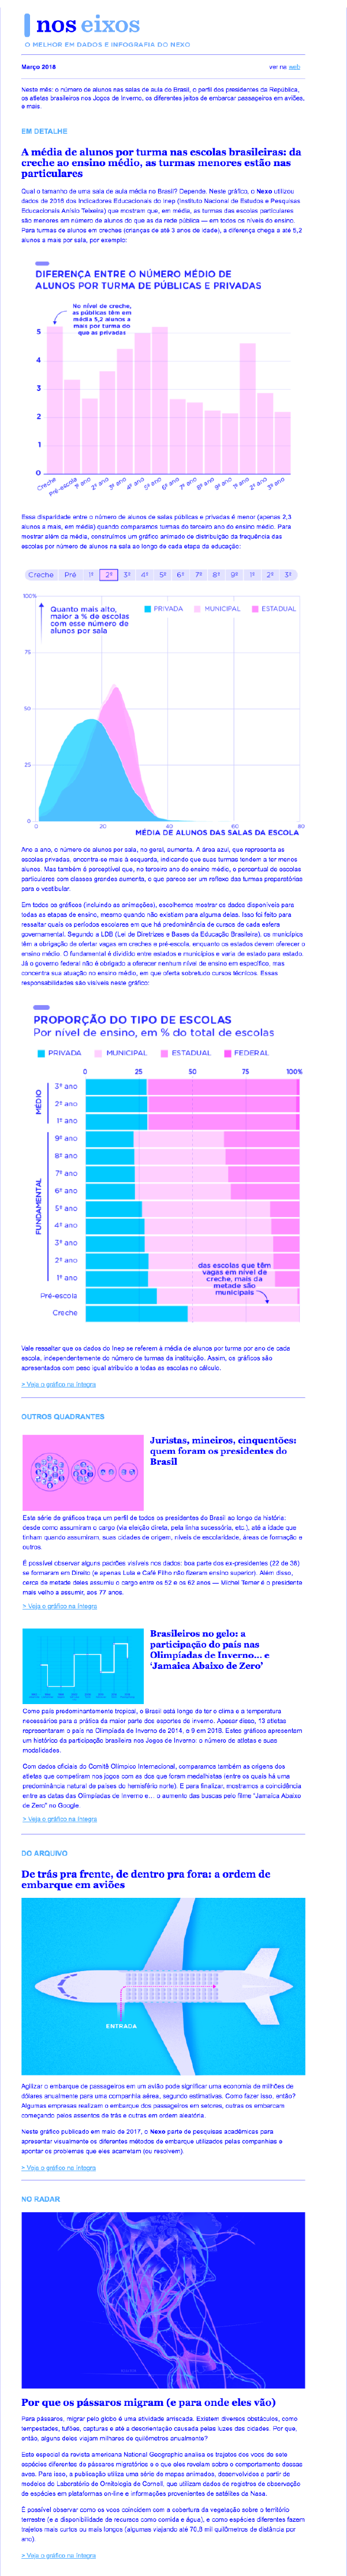 nos eixos
O MELHOR EM DADOS E INFOGRAFIA DO NEXO
Março 2018
ver na web
Neste mês: o número de alunos nas salas de aula do Brasil, o perfil dos presidentes da República,
os atletas brasileiros nos Jogos de Inverno, os diferentes jeitos de embarcar passageiros em aviões,
e mais.
EM DETALHE
A média de alunos por turma nas escolas brasileiras: da
creche ao ensino médio, as turmas menores estão nas
particulares
Qual o tamanho de uma sala de aula média no Brasil? Depende. Neste gráfico, o Nexo utilizou
dados de 2016 dos Indicadores Educacionais do Inep (Instituto Nacional de Estudos e Pesquisas
Educacionais Anísio Teixeira) que mostram que, em média, as turmas das escolas particulares
são menores em número de alunos do que as da rede pública — em todos os níveis do ensino.
Para turmas de alunos em creches (crianças de até 3 anos de idade), a diferença chega a até 5,2
alunos a mais por sala, por exemplo:
DIFERENÇA ENTRE O NÚMERO MÉDIO DE
ALUNOS POR TURMA DE PÚBLICAS E PRIVADAS
No nível de creche,
as públicas têm em
média 5,2 alunos a
mais por turma do
que as privadas
5
4
3
2
1
0
Creche Pré-escola 1º ano 2º ano 3º ano 4º ano 5º ano 6º ano 7º ano 8º ano 9º ano 1º ano 2º ano 3º ano
Essa disparidade entre o número de alunos de salas públicas e privadas é menor (apenas 2,3
alunos a mais, em média) quando comparamos turmas do terceiro ano do ensino médio. Para
mostrar além da média, construímos um gráfico animado de distribuição da frequência das
escolas por número de alunos na sala ao longo de cada etapa da educação:
Creche Pré 1º 2º 3º 4º 5º 6º 7º 8º 9º 1º 2º 3º
100%
Quanto mais alto,
maior a % de escolas
com esse número de
alunos por sala
PRIVADA MUNICIPAL ESTADUAL
75
50
25
0
0 20 40 60 80
MÉDIA DE ALUNOS DAS SALAS DA ESCOLA
Ano a ano, o número de alunos por sala, no geral, aumenta. A área azul, que representa as
escolas privadas, encontra-se mais à esquerda, indicando que suas turmas tendem a ter menos
alunos. Mas também é perceptível que, no terceiro ano do ensino médio, o percentual de escolas
particulares com classes grandes aumenta, o que parece ser um reflexo das turmas preparatórias
para o vestibular.
Em todos os gráficos (incluindo as animações), escolhemos mostrar os dados disponíveis para
todas as etapas de ensino, mesmo quando não existiam para alguma delas. Isso foi feito para
ressaltar quais os períodos escolares em que há predominância de cursos de cada esfera
governamental. Segundo a LDB (Lei de Diretrizes e Bases da Educação Brasileira), os municípios
têm a obrigação de ofertar vagas em creches e pré-escola, enquanto os estados devem oferecer o
ensino médio. O fundamental é dividido entre estados e municípios e varia de estado para estado.
Já o governo federal não é obrigado a oferecer nenhum nível de ensino em específico, mas
concentra sua atuação no ensino médio, em que oferta sobretudo cursos técnicos. Essas
responsabilidades são visíveis neste gráfico:
PROPORÇÃO DO TIPO DE ESCOLAS
Por nível de ensino, em % do total de escolas
PRIVADA MUNICIPAL ESTADUAL FEDERAL
0 25 50 75 100%
MÉDIO
3º ano
2º ano
1º ano
FUNDAMENTAL
9º ano
8º ano
7º ano
6º ano
5º ano
4º ano
3º ano
2º ano
1º ano
Pré-escola
Creche
das escolas que têm
vagas em nível de
creche, mais da
metade são
municipais
Vale ressaltar que os dados do Inep se referem à média de alunos por turma por ano de cada
escola, independentemente do número de turmas da instituição. Assim, os gráficos são
apresentados com peso igual atribuído a todas as escolas no cálculo.
> Veja o gráfico na íntegra
OUTROS QUADRANTES
Juristas, mineiros, cinquentões:
quem foram os presidentes do
Brasil
Esta série de gráficos traça um perfil de todos os presidentes do Brasil ao longo da história:
desde como assumiram o cargo (via eleição direta, pela linha sucessória, etc.), até a idade que
tinham quando assumiram, suas cidades de origem, níveis de escolaridade, áreas de formação e
outros.
É possível observar alguns padrões visíveis nos dados: boa parte dos ex-presidentes (22 de 38)
se formaram em Direito (e apenas Lula e Café Filho não fizeram ensino superior). Além disso,
cerca de metade deles assumiu o cargo entre os 52 e os 62 anos — Michel Temer é o presidente
mais velho a assumir, aos 77 anos.
> Veja o gráfico na íntegra
Brasileiros no gelo: a
participação do país nas
Olimpíadas de Inverno... e
‘Jamaica Abaixo de Zero’
Como país predominantemente tropical, o Brasil está longe de ter o clima e a temperatura
necessários para a prática da maior parte dos esportes de inverno. Apesar disso, 13 atletas
representaram o país na Olimpíada de Inverno de 2014, e 9 em 2018. Estes gráficos apresentam
um histórico da participação brasileira nos Jogos de Inverno: o número de atletas e suas
modalidades.
Com dados oficiais do Comitê Olímpico Internacional, comparamos também as origens dos
atletas que competiram nos jogos com as dos que foram medalhistas (entre os quais há uma
predominância natural de países do hemisfério norte). E para finalizar, mostramos a coincidência
entre as datas das Olimpíadas de Inverno e… o aumento das buscas pelo filme “Jamaica Abaixo
de Zero” no Google.
> Veja o gráfico na íntegra
DO ARQUIVO
De trás pra frente, de dentro pra fora: a ordem de
embarque em aviões
ENTRADA
Agilizar o embarque de passageiros em um avião pode significar uma economia de milhões de
dólares anualmente para uma companhia aérea, segundo estimativas. Como fazer isso, então?
Algumas empresas realizam o embarque dos passageiros em setores, outras os embarcam
começando pelos assentos de trás e outras em ordem aleatória.
Neste gráfico publicado em maio de 2017, o Nexo parte de pesquisas acadêmicas para
apresentar visualmente os diferentes métodos de embarque utilizados pelas companhias e
apontar os problemas que eles acarretam (ou resolvem).
> Veja o gráfico na íntegra
NO RADAR
Por que os pássaros migram (e para onde eles vão)
Para pássaros, migrar pelo globo é uma atividade arriscada. Existem diversos obstáculos, como
tempestades, tufões, capturas e até a desorientação causada pelas luzes das cidades. Por que,
então, alguns deles viajam milhares de quilômetros anualmente?
Este especial da revista americana National Geographic analisa os trajetos dos voos de sete
espécies diferentes de pássaros migratórios e o que eles revelam sobre o comportamento dessas
aves. Para isso, a publicação utiliza uma série de mapas animados, desenvolvidos a partir de
modelos do Laboratório de Ornitologia de Cornell, que utilizam dados de registros de observação
de espécies em plataformas on-line e informações provenientes de satélites da Nasa.
É possível observar como os voos coincidem com a cobertura da vegetação sobre o território
terrestre (e a disponibilidade de recursos como comida e água), e como espécies diferentes fazem
trajetos mais curtos ou mais longos (algumas viajando até 70,8 mil quilômetros de distância por
ano).
> Veja o gráfico na íntegra